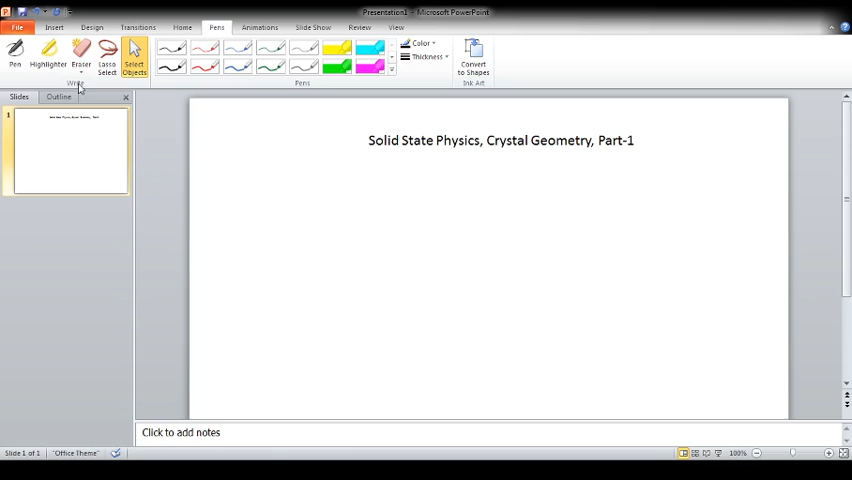 Presentation1 - Microsoft PowerPoint
File Insert Design Transitions Home Pens Animations Slide Show Review View
Pen Highlighter Eraser Lasso Select Select Objects Color Thickness Convert to Shapes
Write Pens Ink Art
Slides Outline
1
Solid State Physics, Crystal Geometry, Part-1
Click to add notes
Slide 1 of 1 "Office Theme" 100%